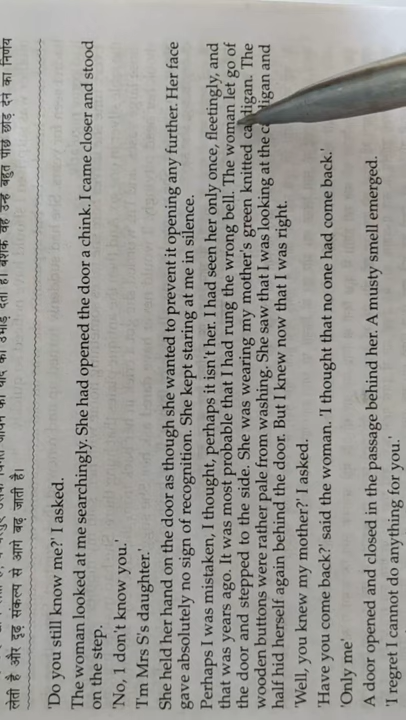 लेती है और दृढ़ संकल्प से आगे बढ़ जाती है।
'Do you still know me?' I asked.
The woman looked at me searchingly. She had opened the door a chink. I came closer and stood
on the step.
'No, I don't know you.'
'I'm Mrs S's daughter.'
She held her hand on the door as though she wanted to prevent it opening any further. Her face
gave absolutely no sign of recognition. She kept staring at me in silence.
Perhaps I was mistaken, I thought, perhaps it isn't her. I had seen her only once, fleetingly, and
that was years ago. It was most probable that I had rung the wrong bell. The woman let go of
the door and stepped to the side. She was wearing my mother's green knitted cardigan. The
wooden buttons were rather pale from washing. She saw that I was looking at the cardigan and
half hid herself again behind the door. But I knew now that I was right.
'Well, you knew my mother?' I asked.
'Have you come back?' said the woman. 'I thought that no one had come back.'
'Only me'
A door opened and closed in the passage behind her. A musty smell emerged.
'I regret I cannot do anything for you.'